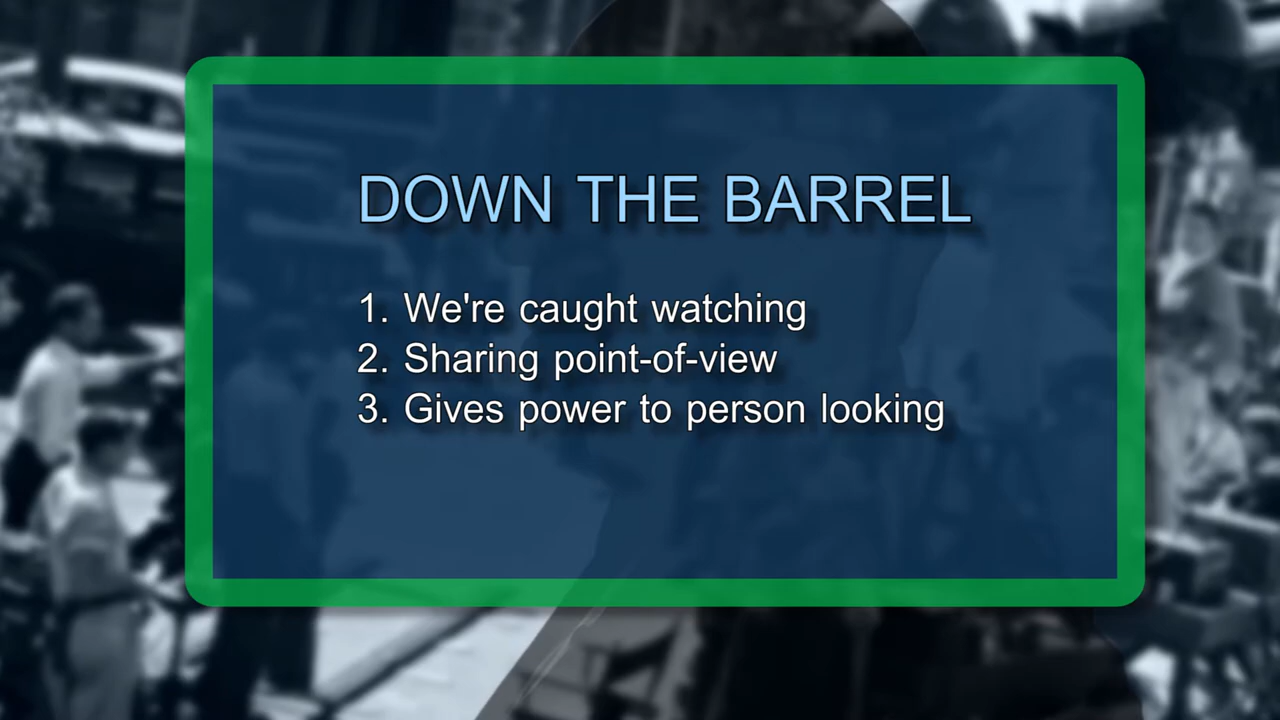 DOWN THE BARREL
1. We're caught watching
2. Sharing point-of-view
3. Gives power to person looking